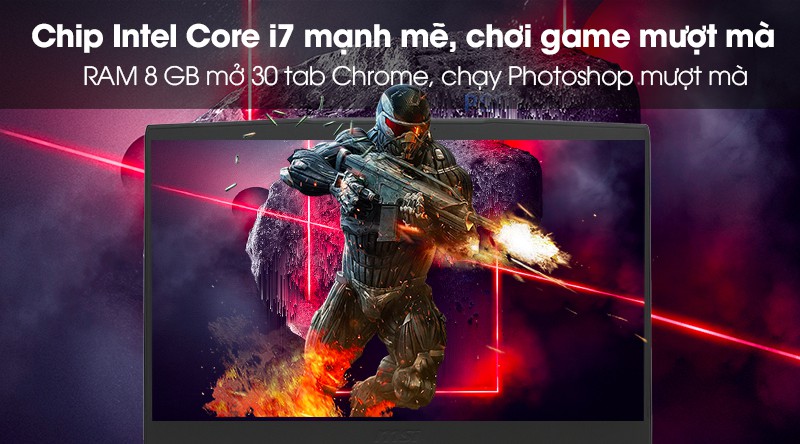 Chip Intel Core i7 mạnh mẽ, chơi game mượt mà
RAM 8 GB mở 30 tab Chrome, chạy Photoshop mượt mà